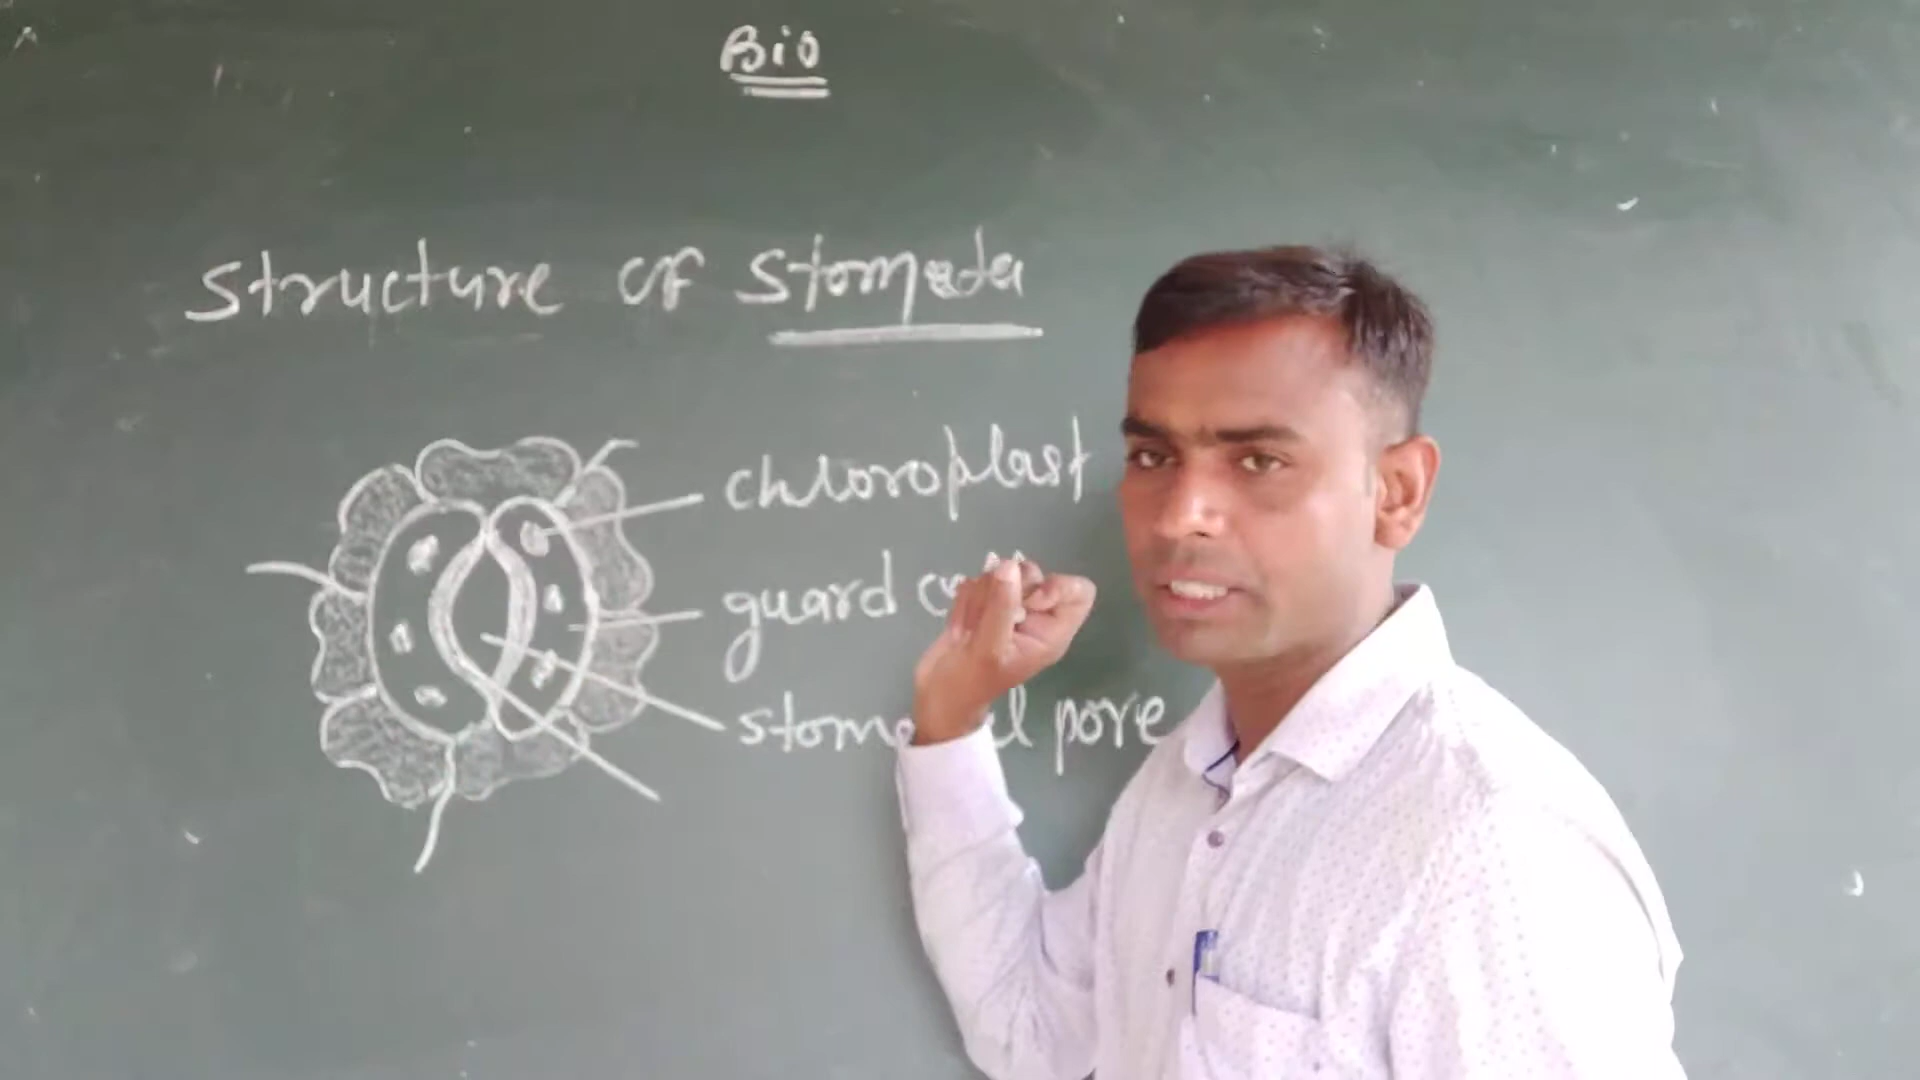 Bio
Structure of Stomata
chloroplast
guard
pore